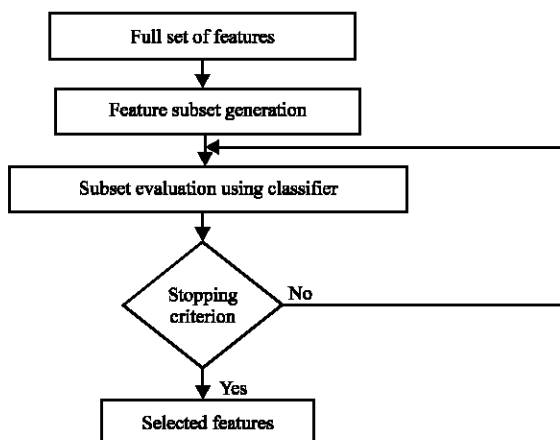 Full set of features
Feature subset generation
Subset evaluation using classifier
Stopping
criterion
No
Yes
Selected features